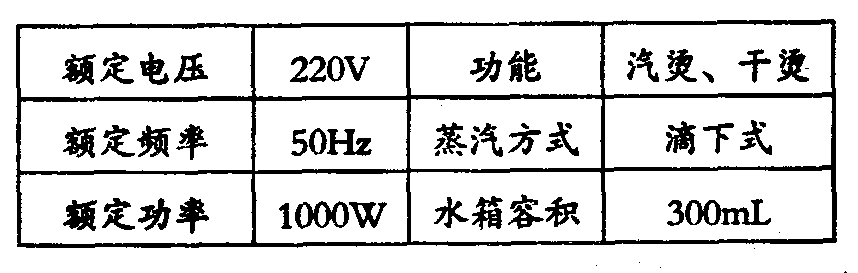 额定电压 220V 功能 汽烫、干烫
额定频率 50Hz 蒸汽方式 滴下式
额定功率 1000W 水箱容积 300mL